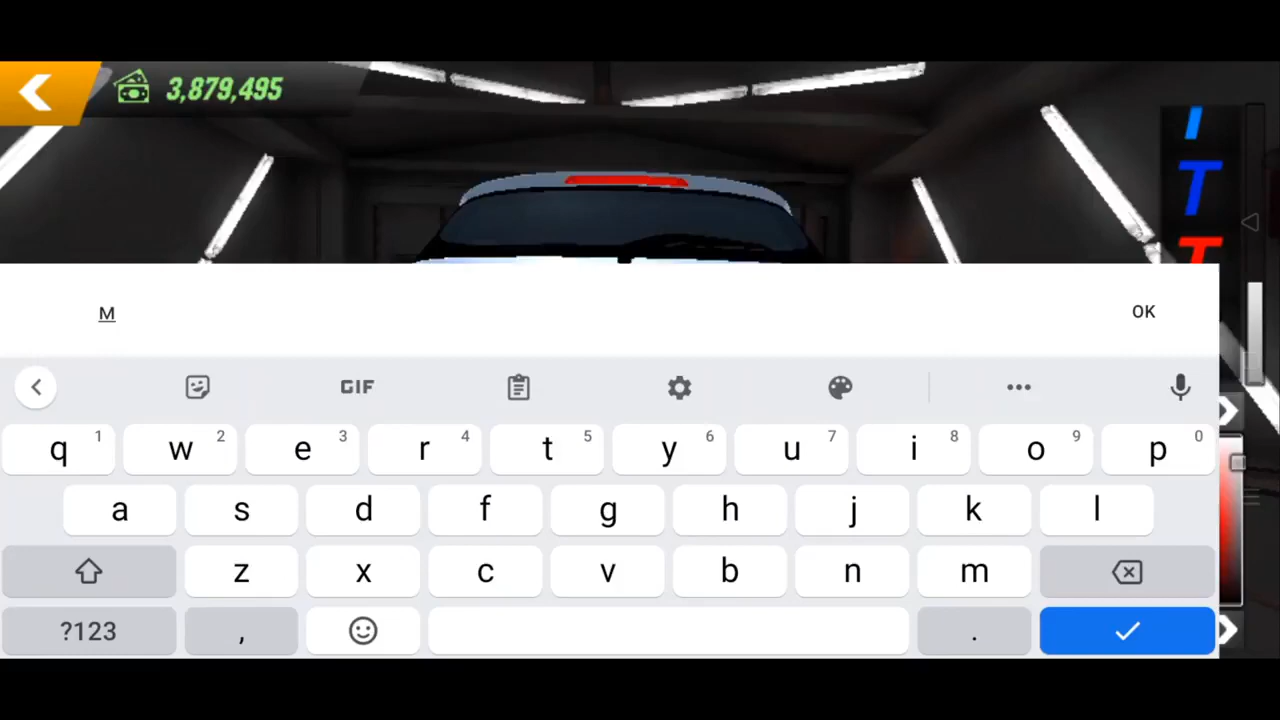 3,879,495
T
T
T
M
OK
GIF
q 1 w 2 e 3 r 4 t 5 y 6 u 7 i 8 o 9 p 0
a s d f g h j k l
z x c v b n m
?123 , .